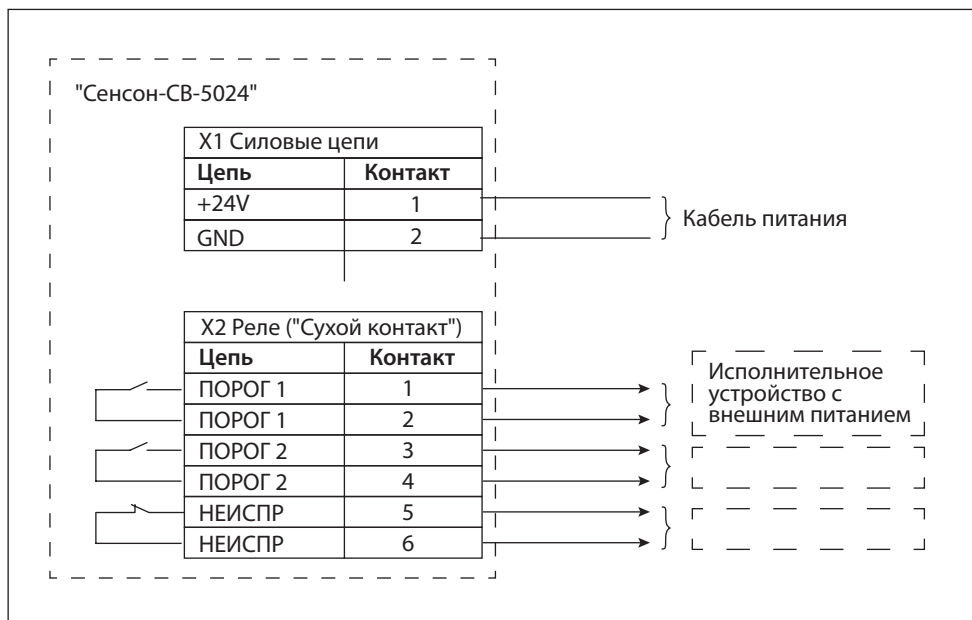 "Сенсон-СВ-5024"
X1 Силовые цепи
Цепь Контакт
+24V 1
GND 2
Кабель питания
X2 Реле ("Сухой контакт")
Цепь Контакт
ПОРОГ 1 1
ПОРОГ 1 2
ПОРОГ 2 3
ПОРОГ 2 4
НЕИСПР 5
НЕИСПР 6
Исполнительное
устройство с
внешним питанием